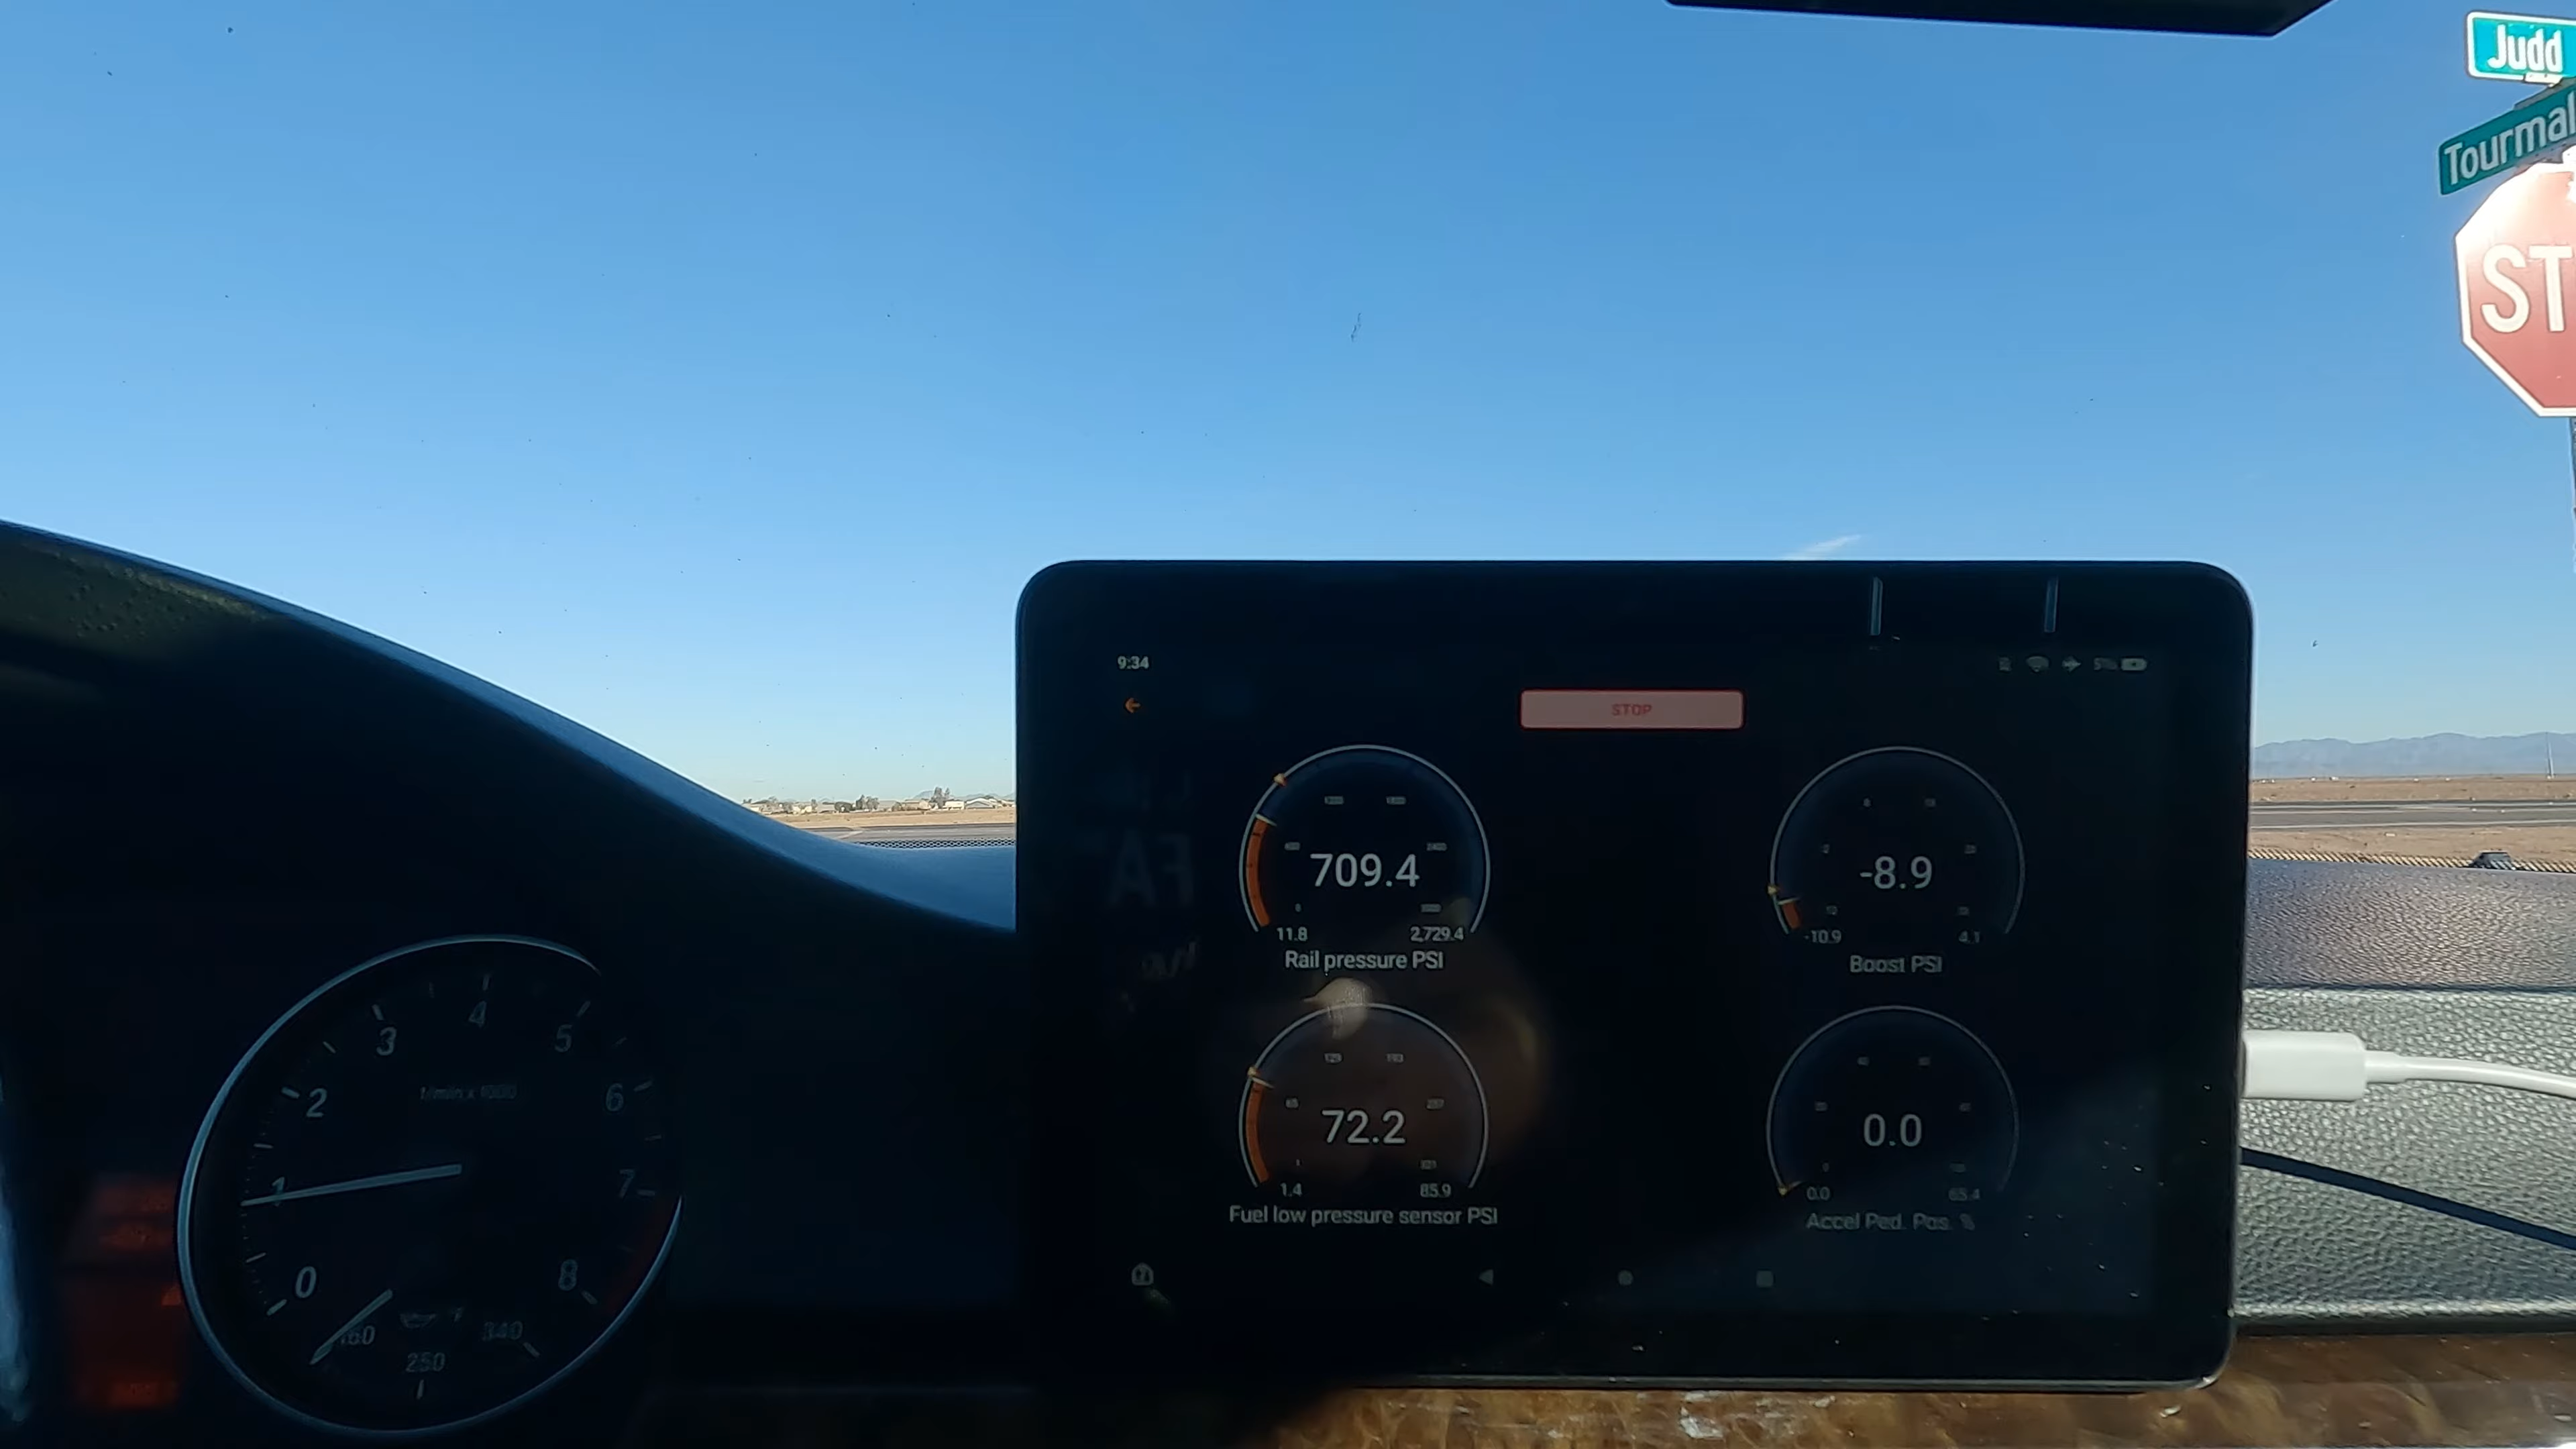 Judd
Tourmal
ST
9:34
5%
STOP
709.4
11.8
2,729.4
Rail pressure PSI
-8.9
-10.9
4.1
Boost PSI
72.2
1.4
85.9
Fuel low pressure sensor PSI
0.0
0.0
65.4
Accel Ped. Pos. %
0
1
2
3
4
5
6
7
8
1/min x 1000
250
340